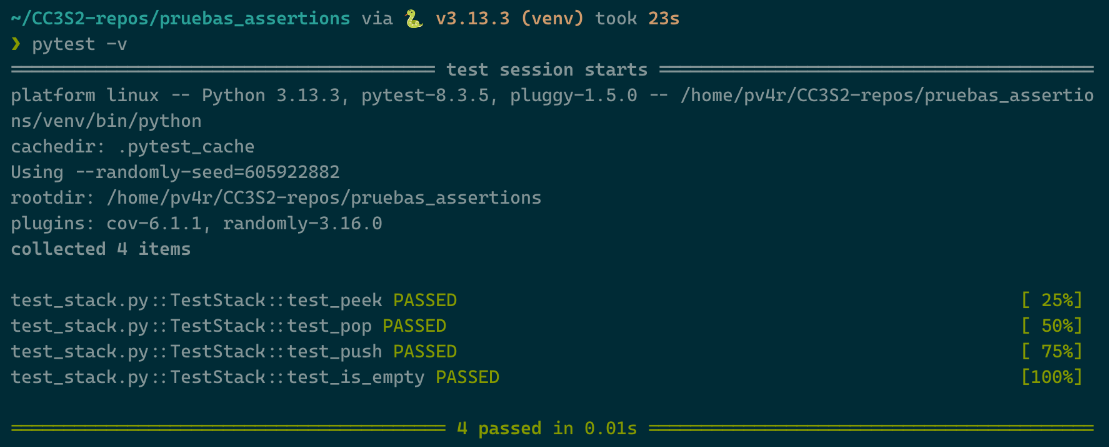 ~/CC3S2-repos/pruebas_assertions via 🐍 v3.13.3 (venv) took 23s
❯ pytest -v
═══════════════════════════════════════ test session starts ═══════════════════════════════════════
platform linux -- Python 3.13.3, pytest-8.3.5, pluggy-1.5.0 -- /home/pv4r/CC3S2-repos/pruebas_assertio
ns/venv/bin/python
cachedir: .pytest_cache
Using --randomly-seed=605922882
rootdir: /home/pv4r/CC3S2-repos/pruebas_assertions
plugins: cov-6.1.1, randomly-3.16.0
collected 4 items
test_stack.py::TestStack::test_peek PASSED [ 25%]
test_stack.py::TestStack::test_pop PASSED [ 50%]
test_stack.py::TestStack::test_push PASSED [ 75%]
test_stack.py::TestStack::test_is_empty PASSED [100%]
════════════════════════════════════════ 4 passed in 0.01s ════════════════════════════════════════